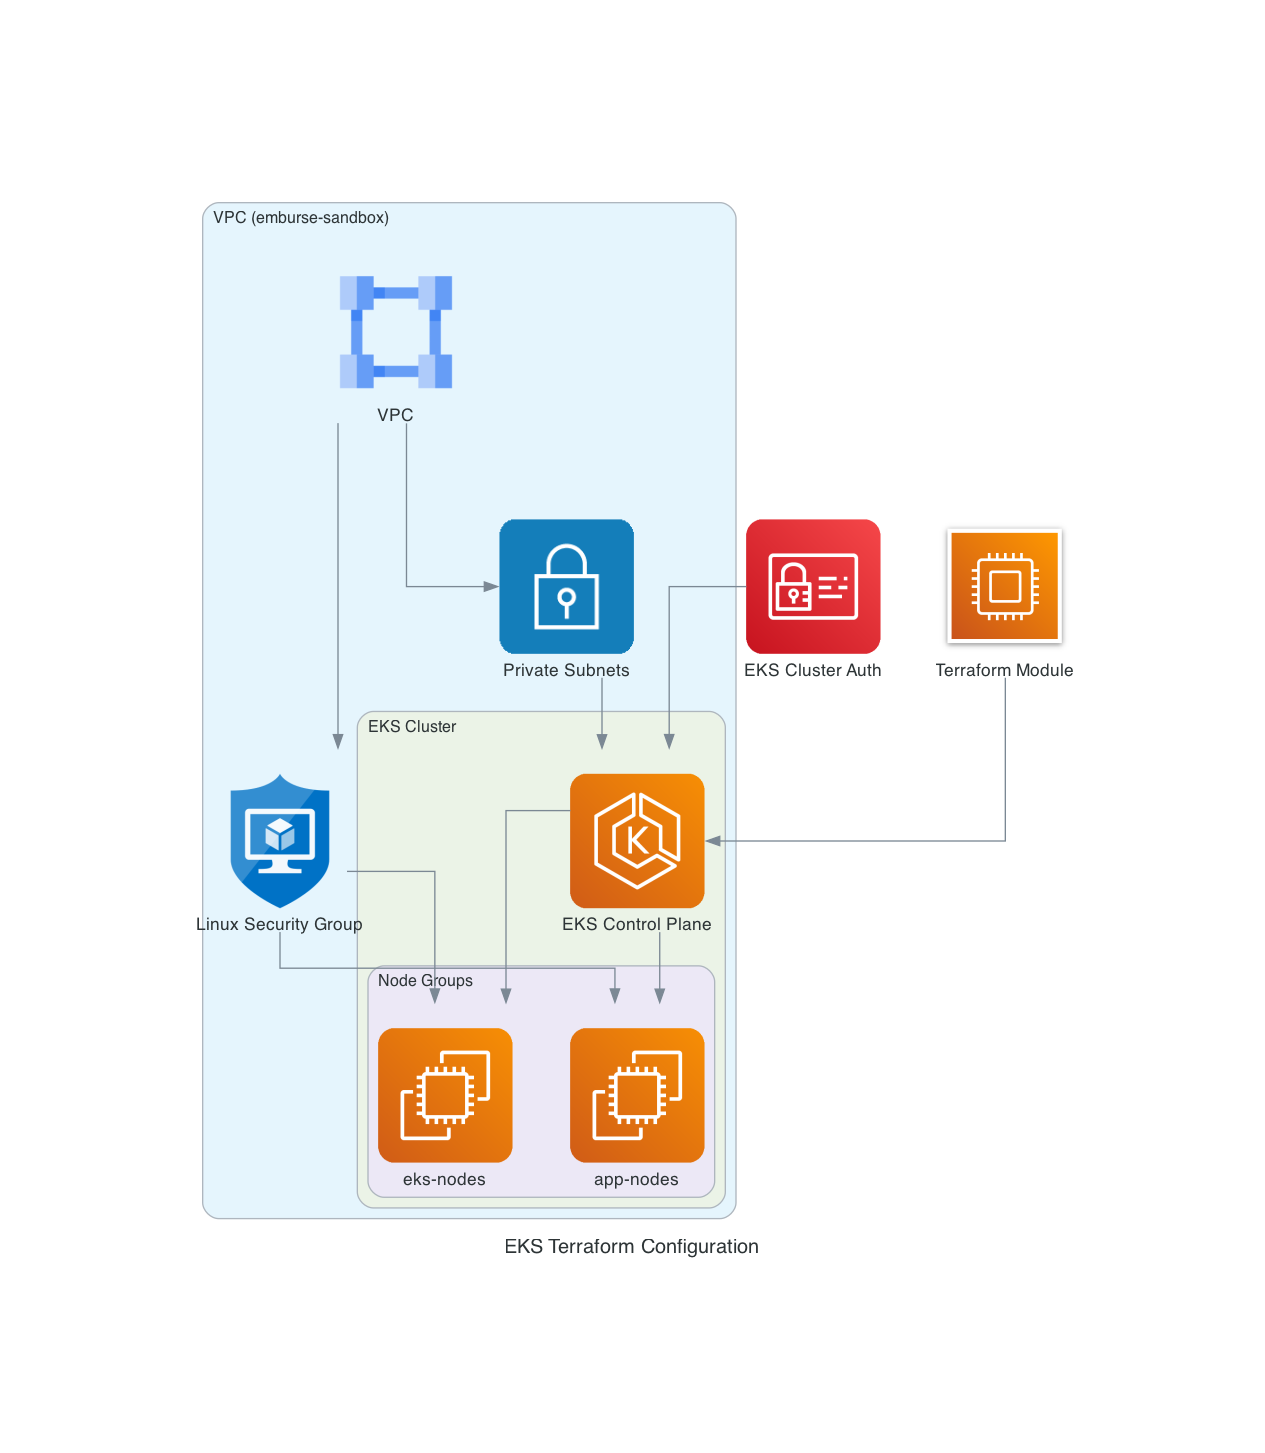 VPC (emburse-sandbox)
VPC
Private Subnets
EKS Cluster Auth
Terraform Module
EKS Cluster
K
Linux Security Group
EKS Control Plane
Node Groups
eks-nodes
app-nodes
EKS Terraform Configuration